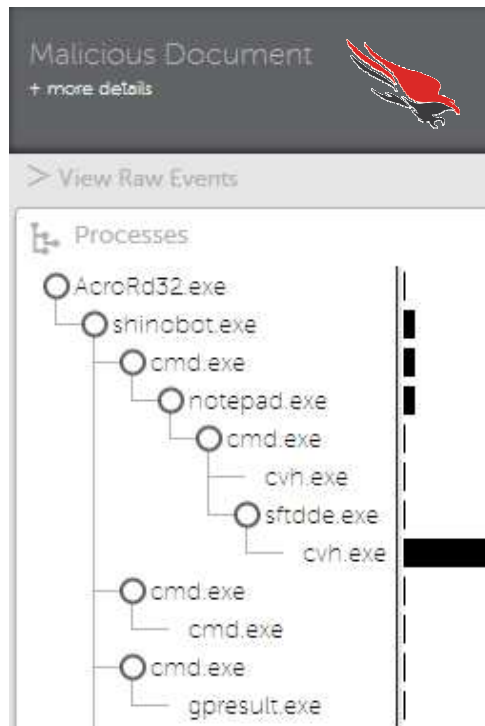 Malicious Document
+ more details
> View Raw Events
Processes
AcroRd32.exe
shinobot.exe
cmd.exe
notepad.exe
cmd.exe
cvh.exe
sftdde.exe
cvh.exe
cmd.exe
cmd.exe
cmd.exe
gpresult.exe